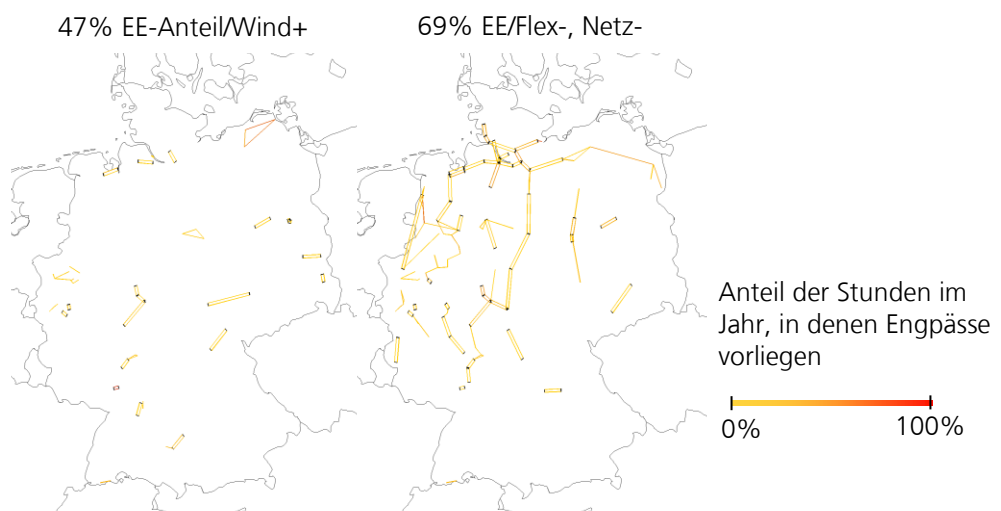 47% EE-Anteil/Wind+
69% EE/Flex-, Netz-
Anteil der Stunden im
Jahr, in denen Engpässe
vorliegen
0%
100%